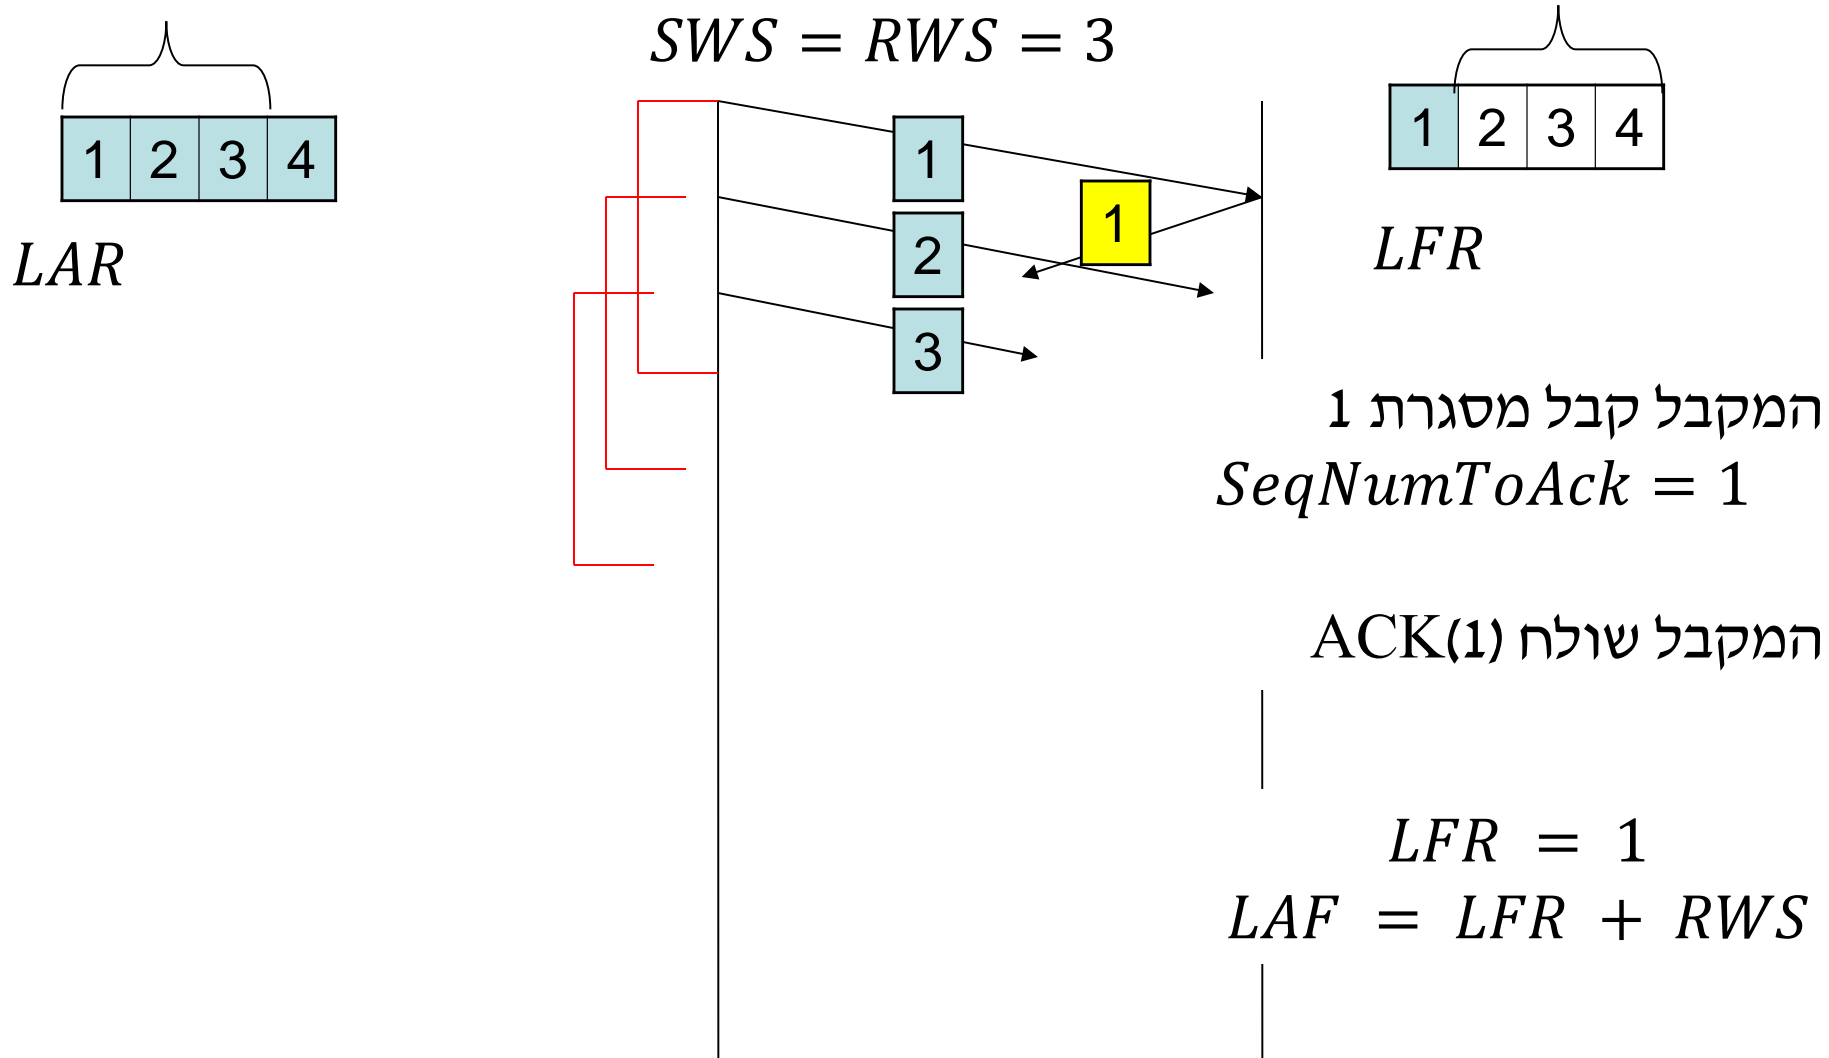 SWS = RWS = 3
1 2 3 4
LAR
1
2
3
1
1 2 3 4
LFR
המקבל קבל מסגרת 1
SeqNumToAck = 1
המקבל שולח ACK(1)
LFR = 1
LAF = LFR + RWS